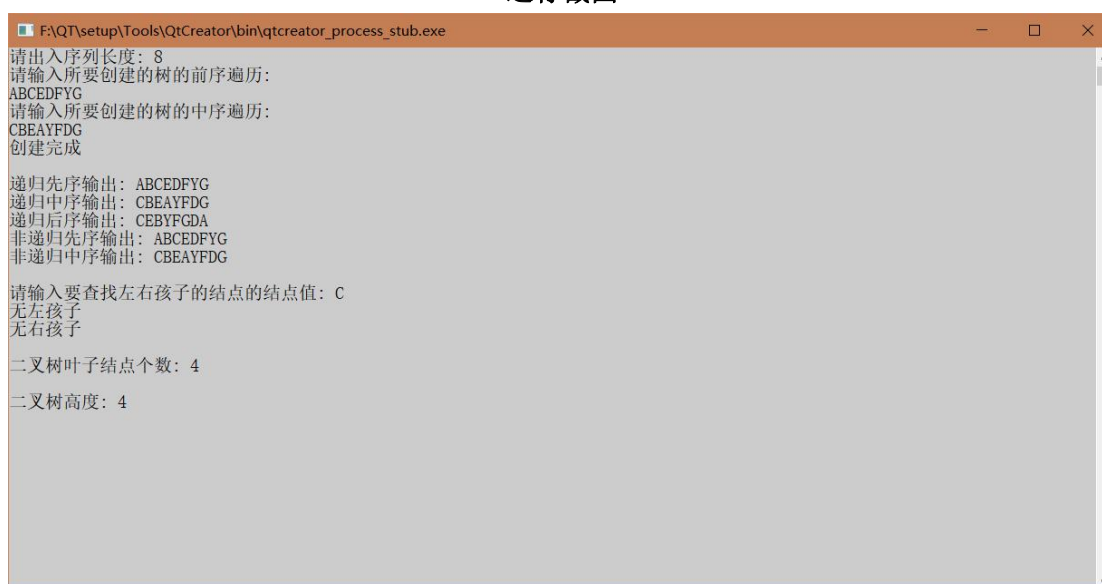 F:\QT\setup\Tools\QtCreator\bin\qtcreator_process_stub.exe
请出入序列长度: 8
请输入所要创建的树的前序遍历:
ABCEDFYG
请输入所要创建的树的中序遍历:
CBEAYFDG
创建完成
递归先序输出: ABCEDFYG
递归中序输出: CBEAYFDG
递归后序输出: CEBYFGDA
非递归先序输出: ABCEDFYG
非递归中序输出: CBEAYFDG
请输入要查找左右孩子的结点的结点值: C
无左孩子
无右孩子
二叉树叶子结点个数: 4
二叉树高度: 4